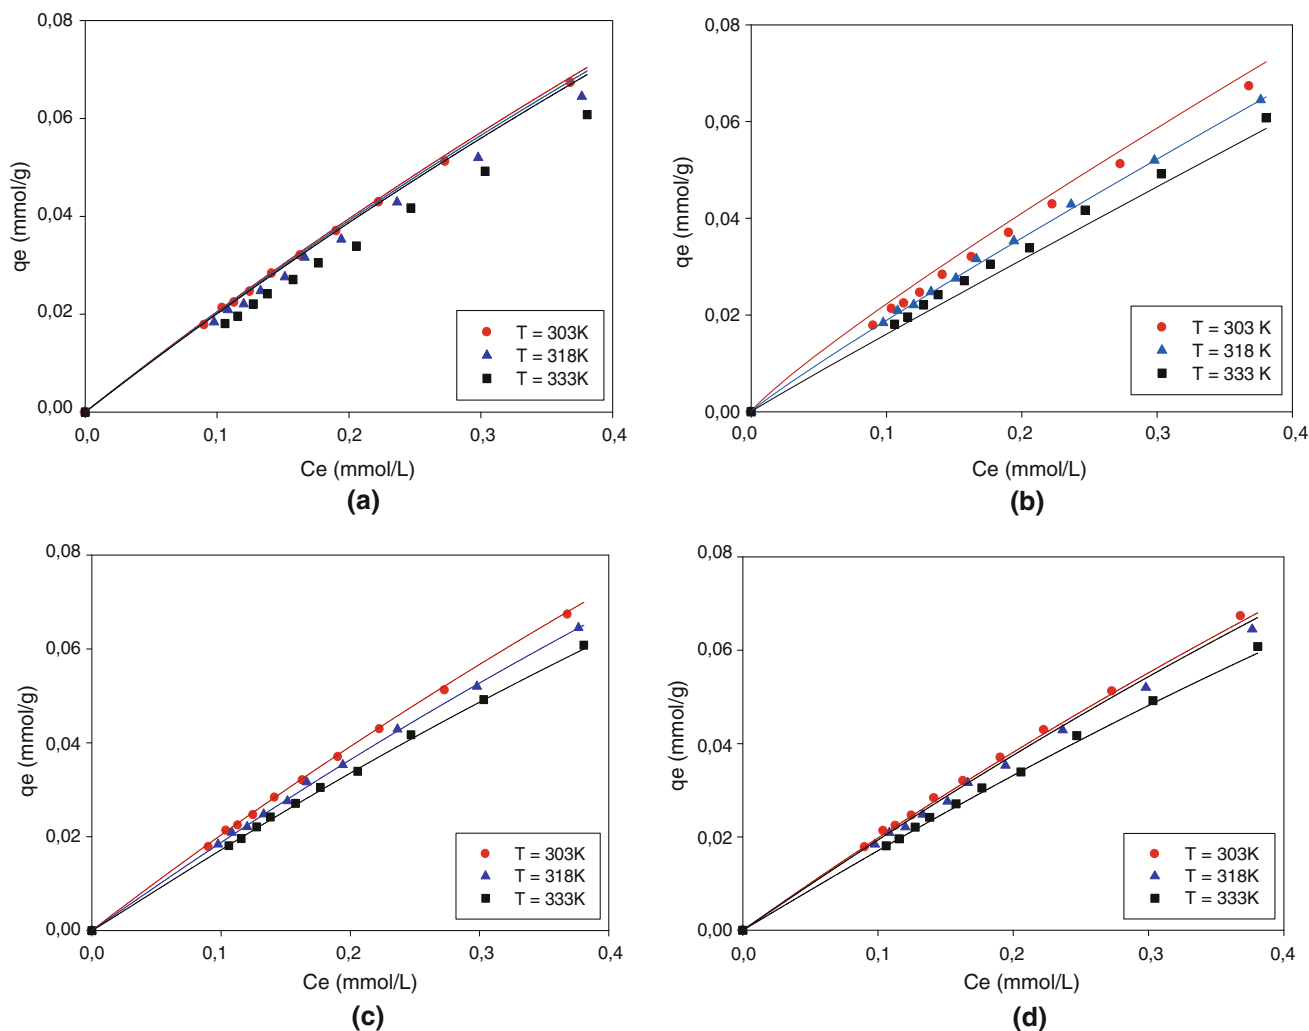 0,08
0,06
0,04
0,02
0,00
qe (mmol/g)
T = 303K
T = 318K
T = 333K
0,0
0,1
0,2
0,3
0,4
Ce (mmol/L)
(a)
0,08
0,06
0,04
0,02
0,00
qe (mmol/g)
T = 303 K
T = 318 K
T = 333 K
0,0
0,1
0,2
0,3
0,4
Ce (mmol/L)
(b)
0,08
0,06
0,04
0,02
0,00
qe (mmol/g)
T = 303K
T = 318K
T = 333K
0,0
0,1
0,2
0,3
0,4
Ce (mmol/L)
(c)
0,08
0,06
0,04
0,02
0,00
qe (mmol/g)
T = 303K
T = 318K
T = 333K
0,0
0,1
0,2
0,3
0,4
Ce (mmol/L)
(d)